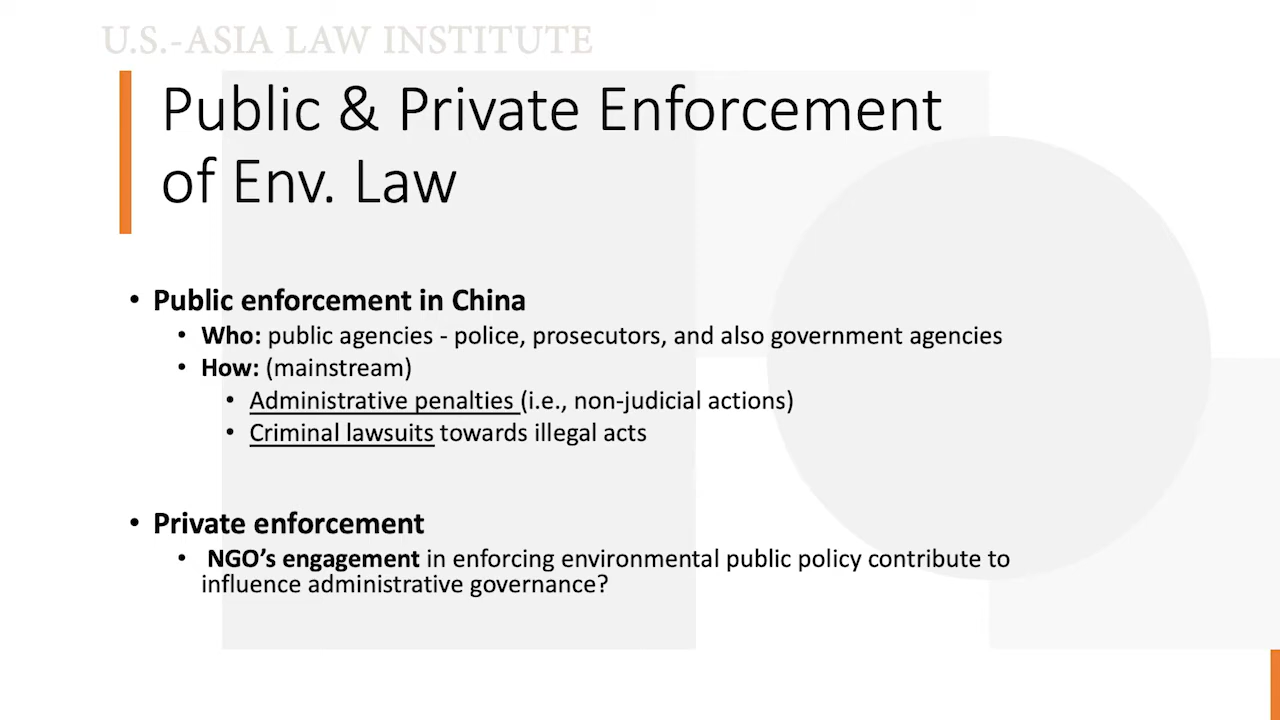 U.S.-ASIA LAW INSTITUTE
Public & Private Enforcement
of Env. Law
• Public enforcement in China
• Who: public agencies - police, prosecutors, and also government agencies
• How: (mainstream)
• Administrative penalties (i.e., non-judicial actions)
• Criminal lawsuits towards illegal acts
• Private enforcement
• NGO’s engagement in enforcing environmental public policy contribute to
influence administrative governance?